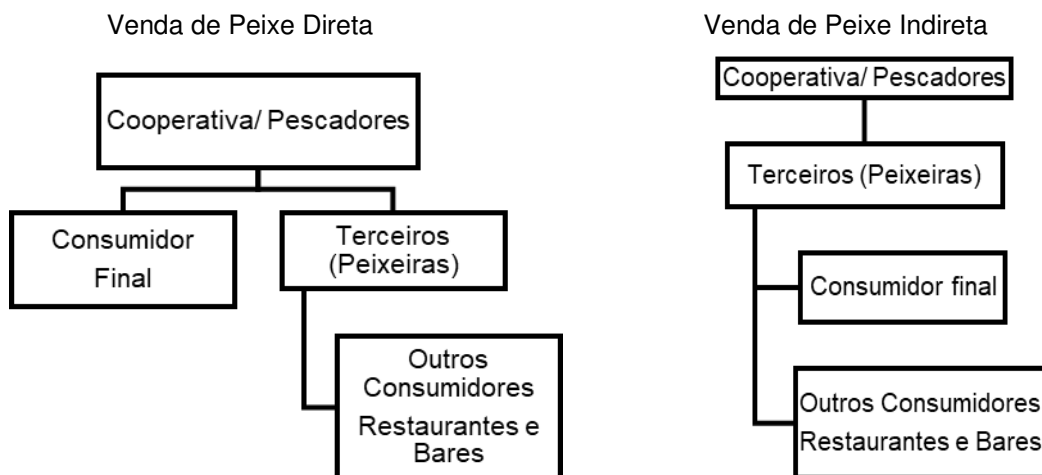 Venda de Peixe Direta
Cooperativa/ Pescadores
Consumidor
Final
Terceiros
(Peixeiras)
Outros
Consumidores
Restaurantes e
Bares
Venda de Peixe Indireta
Cooperativa/ Pescadores
Terceiros (Peixeiras)
Consumidor final
Outros Consumidores
Restaurantes e Bares